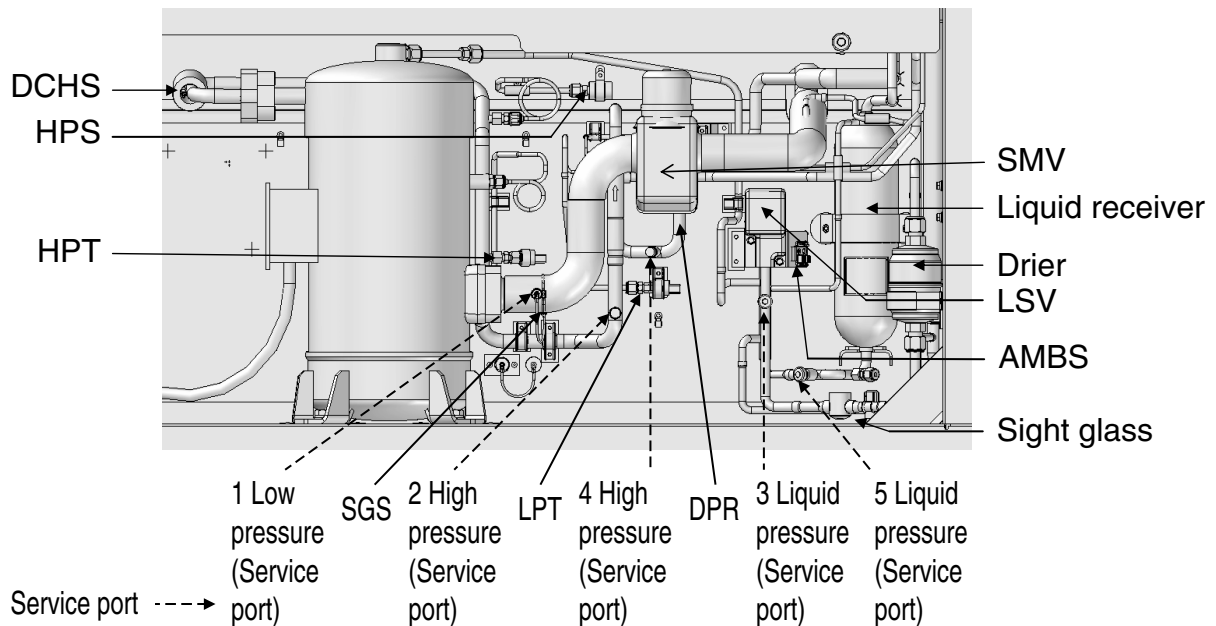 DCHS
HPS
HPT
SMV
Liquid receiver
Drier
LSV
AMBS
Sight glass
1 Low
pressure
(Service
port)
SGS
2 High
pressure
(Service
port)
LPT
4 High
pressure
(Service
port)
DPR
3 Liquid
pressure
(Service
port)
5 Liquid
pressure
(Service
port)
Service port